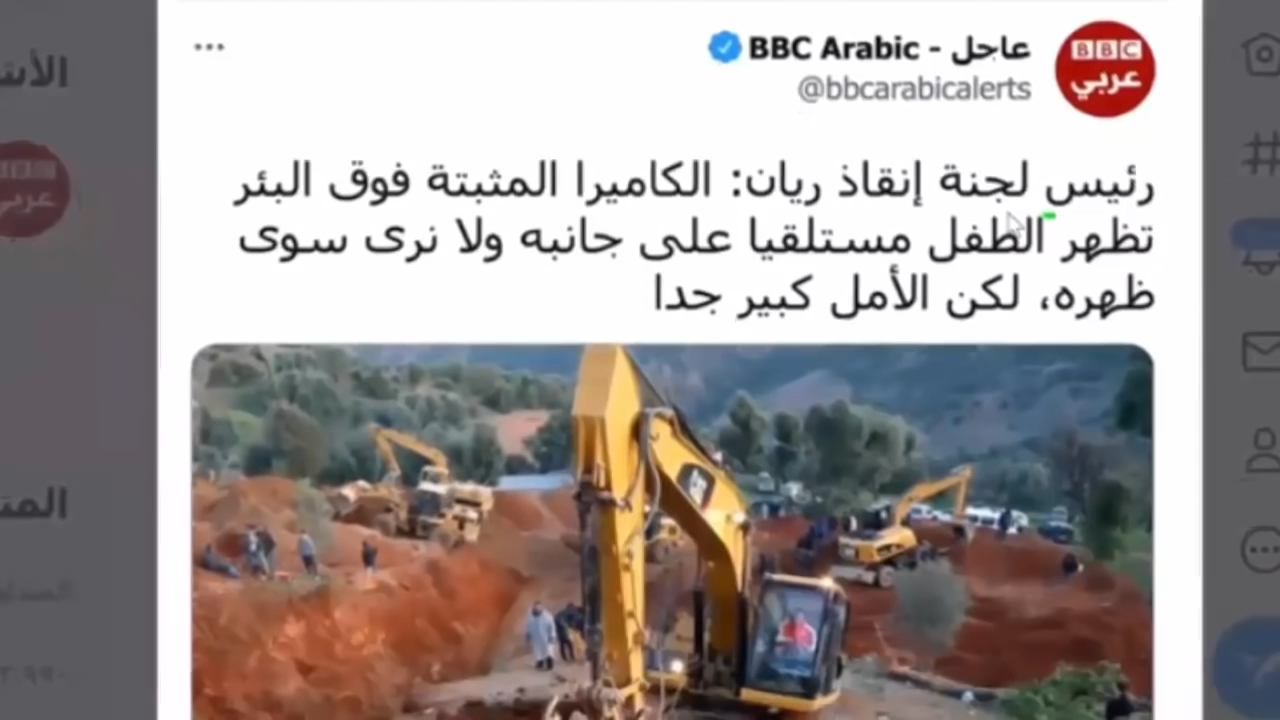 عاجل - BBC Arabic
@bbcarabicalerts
BBC
عربي
رئيس لجنة إنقاذ ريان: الكاميرا المثبتة فوق البئر
تظهر الطفل مستلقيا على جانبه ولا نرى سوى
ظهره، لكن الأمل كبير جدا